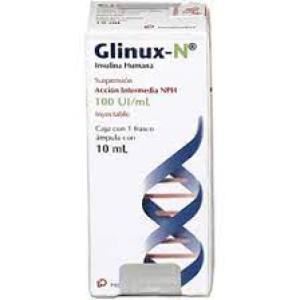 Glinux-N®
Insulina Humana
Suspensión
Acción Intermedia NPH
100 UI/mL
Inyectable
Caja con 1 frasco
ámpula con
10 mL